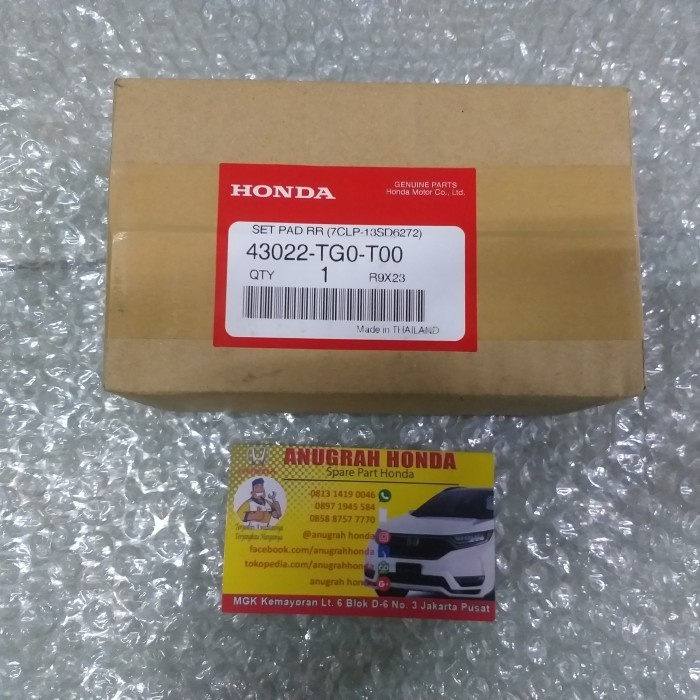 HONDA
GENUINE PARTS
Honda Motor Co., Ltd.
SET PAD RR (7CLP-13SD6272)
43022-TG0-T00
QTY 1 R9X23
Made in THAILAND
ANUGRAH HONDA
Spare Part Honda
0813 1419 0046
0897 1945 584
0858 8757 7770
@anugrah honda
facebook.com/anugrahhonda
tokopedia.com/anugrahhonda
anugrah honda
MGK Kemayoran Lt. 6 Blok D-6 No. 3 Jakarta Pusat